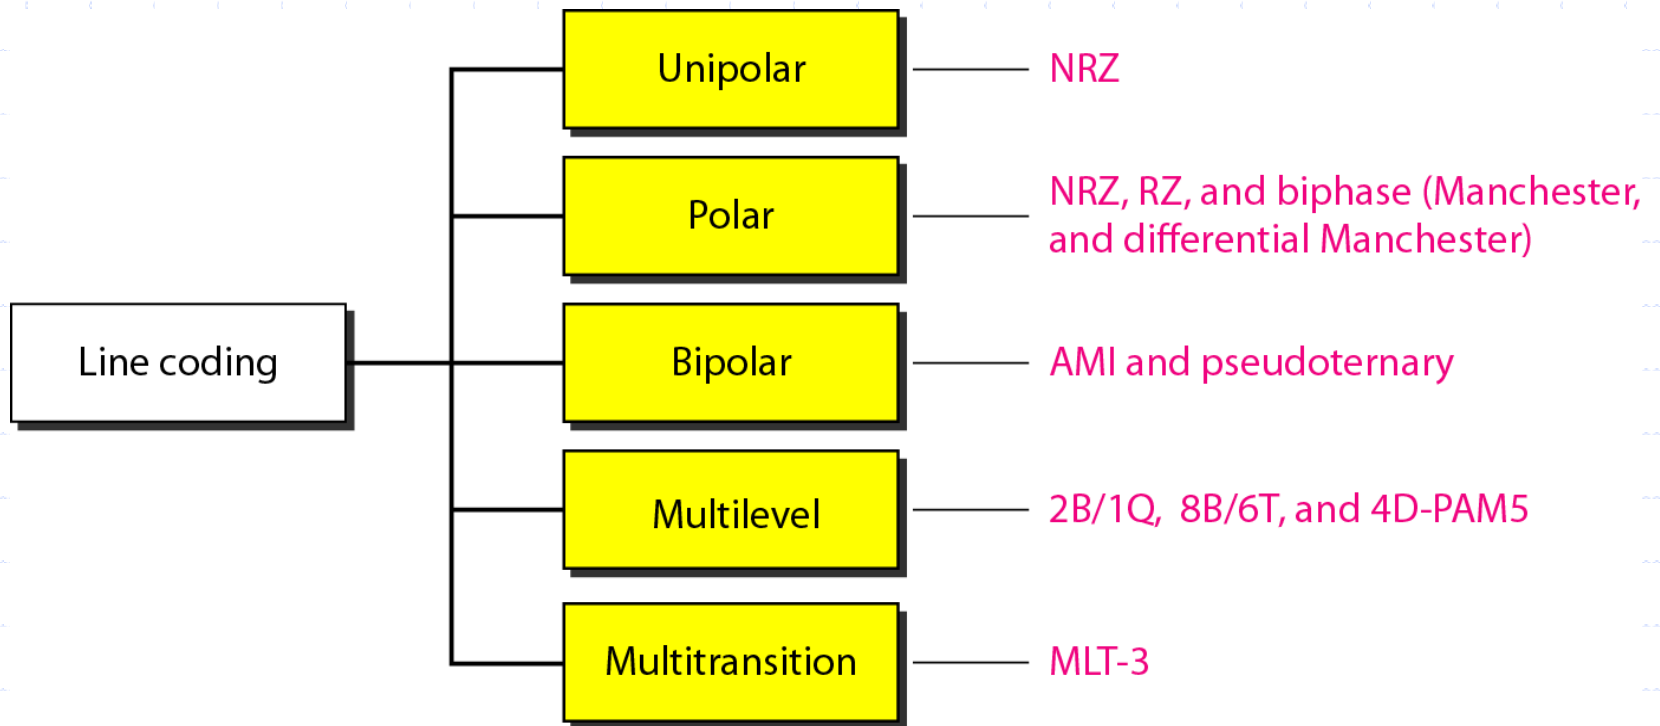 Unipolar
NRZ
Polar
NRZ, RZ, and biphase (Manchester,
and differential Manchester)
Line coding
Bipolar
AMI and pseudoternary
Multilevel
2B/1Q, 8B/6T, and 4D-PAM5
Multitransition
MLT-3